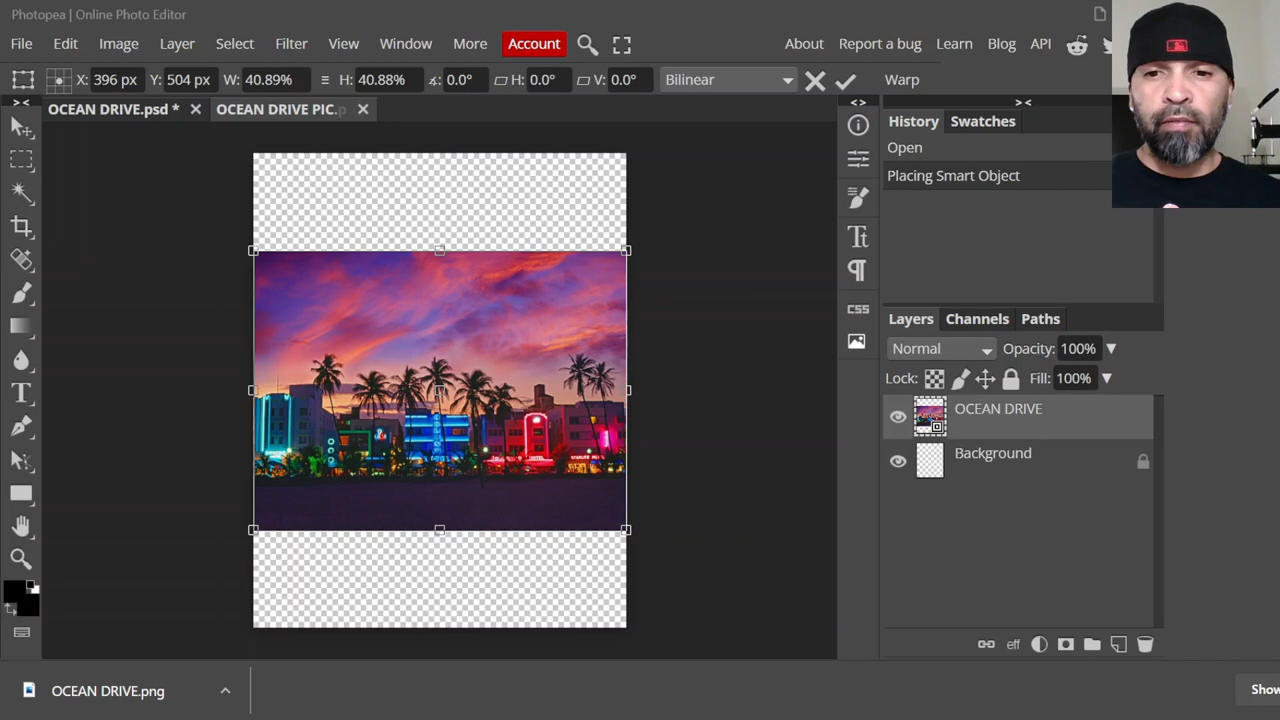 Photopea | Online Photo Editor
File Edit Image Layer Select Filter View Window More Account About Report a bug Learn Blog API
X: 396 px Y: 504 px W: 40.89% H: 40.88% 0.0° H: 0.0° V: 0.0° Bilinear Warp
OCEAN DRIVE.psd * OCEAN DRIVE PIC.p
History Swatches
Open
Placing Smart Object
CSS
Layers Channels Paths
Normal Opacity: 100%
Lock: Fill: 100%
OCEAN DRIVE
Background
eff
OCEAN DRIVE.png
Show